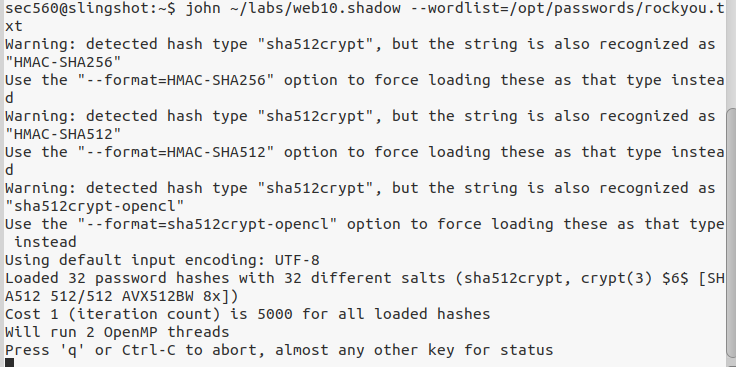 sec560@slingshot:~$ john ~/labs/web10.shadow --wordlist=/opt/passwords/rockyou.t
xt
Warning: detected hash type "sha512crypt", but the string is also recognized as
"HMAC-SHA256"
Use the "--format=HMAC-SHA256" option to force loading these as that type instea
d
Warning: detected hash type "sha512crypt", but the string is also recognized as
"HMAC-SHA512"
Use the "--format=HMAC-SHA512" option to force loading these as that type instea
d
Warning: detected hash type "sha512crypt", but the string is also recognized as
"sha512crypt-opencl"
Use the "--format=sha512crypt-opencl" option to force loading these as that type
 instead
Using default input encoding: UTF-8
Loaded 32 password hashes with 32 different salts (sha512crypt, crypt(3) $6$ [SH
A512 512/512 AVX512BW 8x])
Cost 1 (iteration count) is 5000 for all loaded hashes
Will run 2 OpenMP threads
Press 'q' or Ctrl-C to abort, almost any other key for status